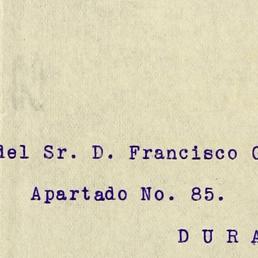 del Sr. D. Francisco G
Apartado No. 85.
D U R A